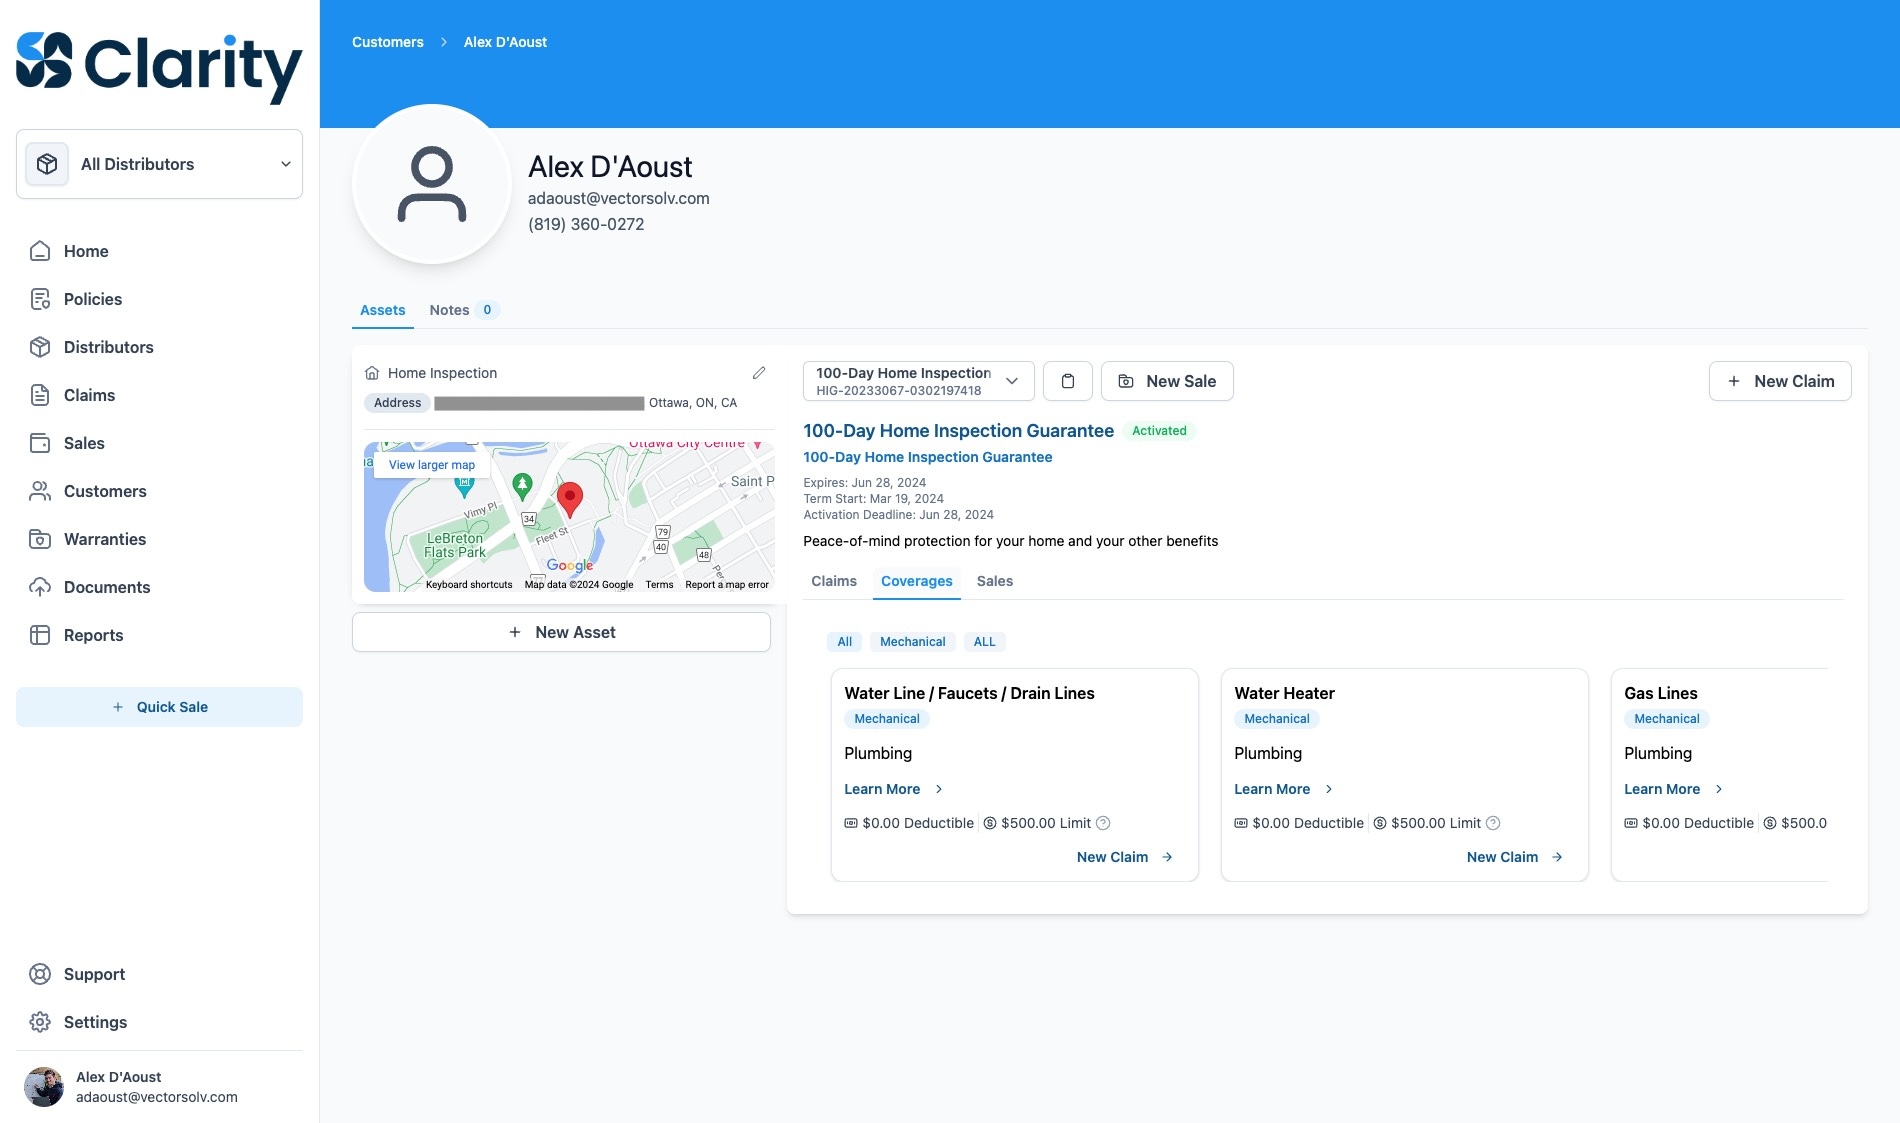 Clarity
All Distributors
Home
Policies
Distributors
Claims
Sales
Customers
Warranties
Documents
Reports
+ Quick Sale
Support
Settings
Alex D'Aoust
adaoust@vectorsolv.com
Customers > Alex D'Aoust
Alex D'Aoust
adaoust@vectorsolv.com
(819) 360-0272
Assets Notes 0
Home Inspection
Address Ottawa, ON, CA
Ottawa City Centre
View larger map
Saint P
Vimy Pl
34
79
40
48
Fleet St
LeBreton
Flats Park
Google
Keyboard shortcuts Map data ©2024 Google Terms Report a map error
+ New Asset
100-Day Home Inspection
HIG-20233067-0302197418
New Sale
+ New Claim
100-Day Home Inspection Guarantee Activated
100-Day Home Inspection Guarantee
Expires: Jun 28, 2024
Term Start: Mar 19, 2024
Activation Deadline: Jun 28, 2024
Peace-of-mind protection for your home and your other benefits
Claims Coverages Sales
All Mechanical ALL
Water Line / Faucets / Drain Lines
Mechanical
Plumbing
Learn More >
$0.00 Deductible $500.00 Limit
New Claim →
Water Heater
Mechanical
Plumbing
Learn More >
$0.00 Deductible $500.00 Limit
New Claim →
Gas Lines
Mechanical
Plumbing
Learn More >
$0.00 Deductible $500.0